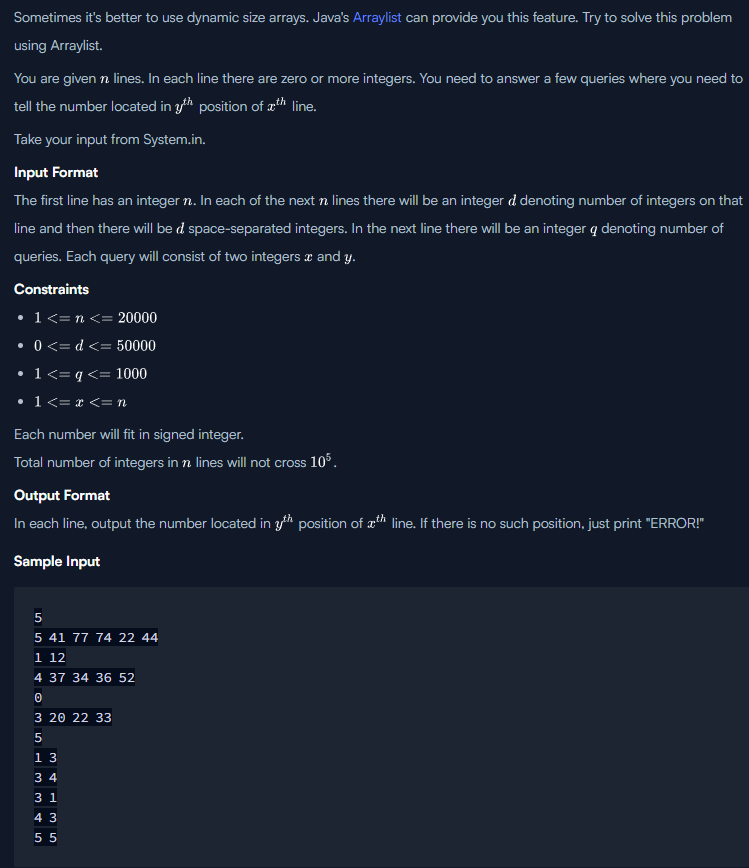 Sometimes it's better to use dynamic size arrays. Java's Arraylist can provide you this feature. Try to solve this problem
using Arraylist.
You are given n lines. In each line there are zero or more integers. You need to answer a few queries where you need to
tell the number located in yth position of xth line.
Take your input from System.in.
Input Format
The first line has an integer n. In each of the next n lines there will be an integer d denoting number of integers on that
line and then there will be d space-separated integers. In the next line there will be an integer q denoting number of
queries. Each query will consist of two integers x and y.
Constraints
• 1 <= n <= 20000
• 0 <= d <= 50000
• 1 <= q <= 1000
• 1 <= x <= n
Each number will fit in signed integer.
Total number of integers in n lines will not cross 10^5.
Output Format
In each line, output the number located in yth position of xth line. If there is no such position, just print "ERROR!"
Sample Input
5
5 41 77 74 22 44
1 12
4 37 34 36 52
0
3 20 22 33
5
1 3
3 4
3 1
4 3
5 5